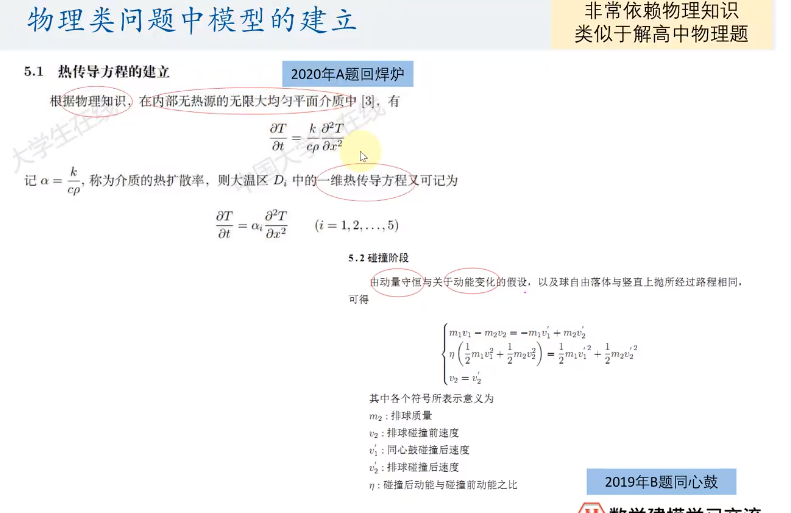 物理类问题中模型的建立
非常依赖物理知识
类似于解高中物理题
5.1 热传导方程的建立
2020年A题回焊炉
根据物理知识，在内部无热源的无限大均匀平面介质中 [3]，有
∂T/∂t = k/cρ ∂²T/∂x²
记 α = k/cρ, 称为介质的热扩散率，则大温区 Dᵢ 中的一维热传导方程又可记为
∂T/∂t = αᵢ ∂²T/∂x² (i = 1, 2, . . . , 5)
5.2 碰撞阶段
由动量守恒与关于动能变化的假设，以及球自由落体与竖直上抛所经过路程相同，
可得
m₁v₁ − m₂v₂ = −m₁v₁′ + m₂v₂′
η(1/2 m₁v₁² + 1/2 m₂v₂²) = 1/2 m₁v₁′² + 1/2 m₂v₂′²
v₂ = v₂′
其中各个符号所表示意义为
m₂：排球质量
v₂：排球碰撞前速度
v₁′：同心鼓碰撞后速度
v₂′：排球碰撞后速度
η：碰撞后动能与碰撞前动能之比
2019年B题同心鼓
大学生在线
中国大学生在线